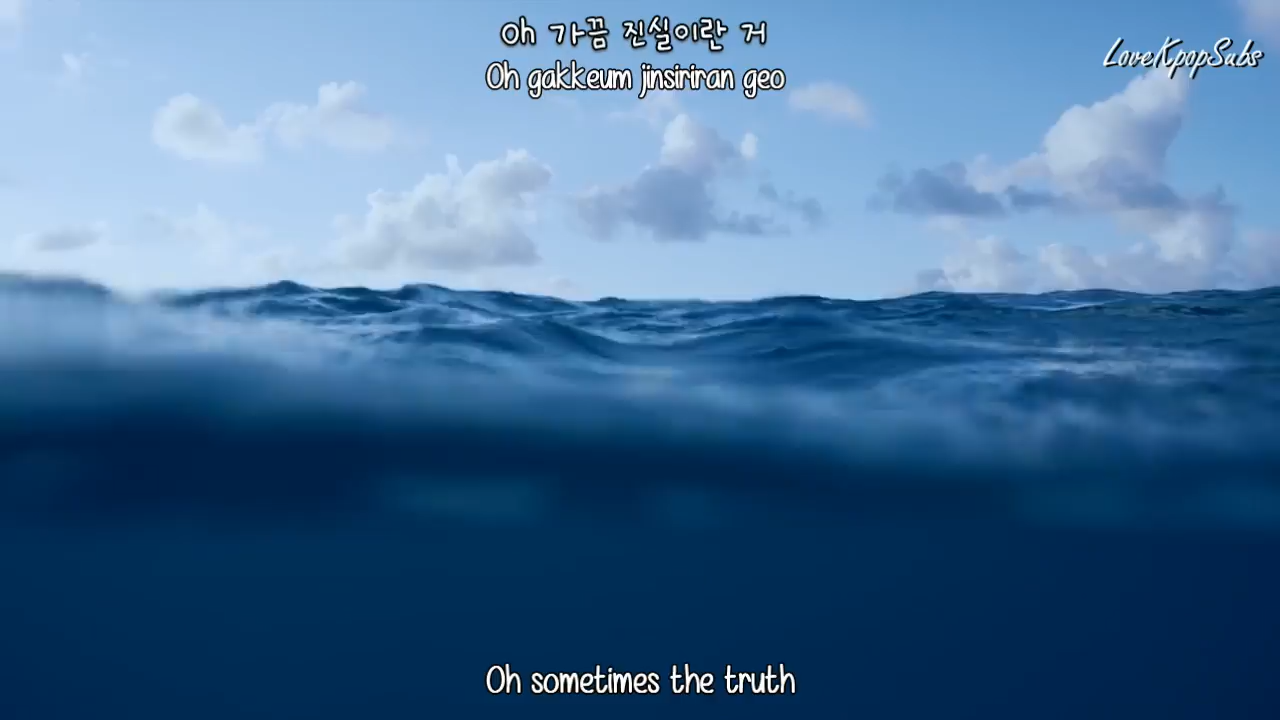 Oh 가끔 진실이란 거
Oh gakkeum jinsiriran geo
LoveKpopSubs
Oh sometimes the truth